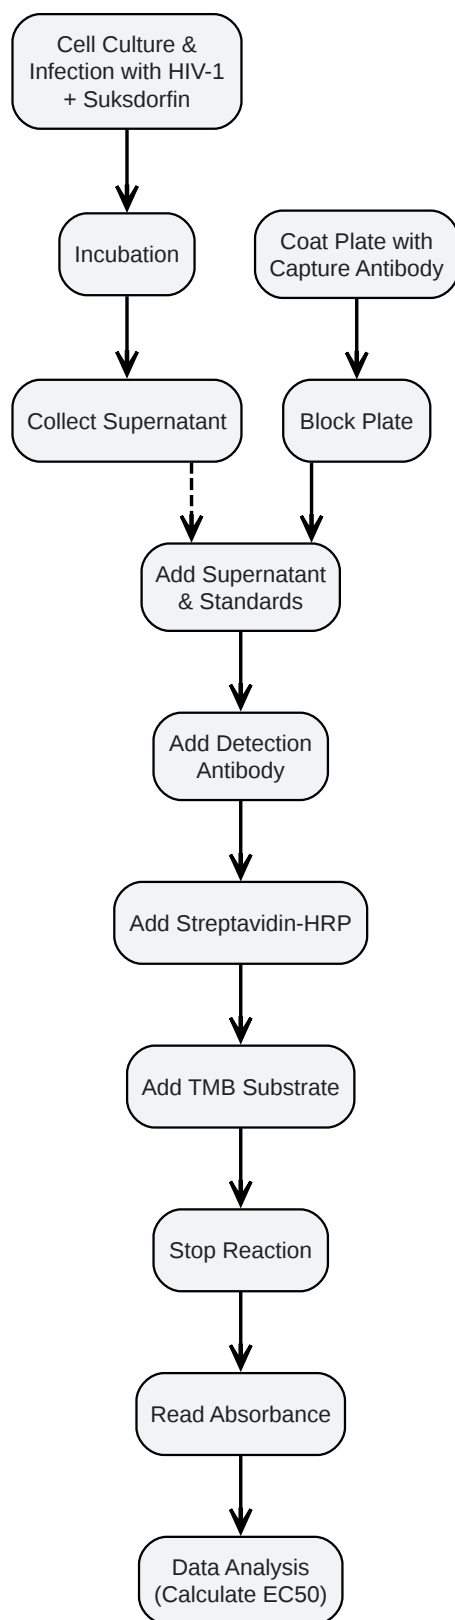 Cell Culture &
Infection with HIV-1
+ Suksdorfin
Incubation
Coat Plate with
Capture Antibody
Collect Supernatant
Block Plate
Add Supernatant
& Standards
Add Detection
Antibody
Add Streptavidin-HRP
Add TMB Substrate
Stop Reaction
Read Absorbance
Data Analysis
(Calculate EC50)